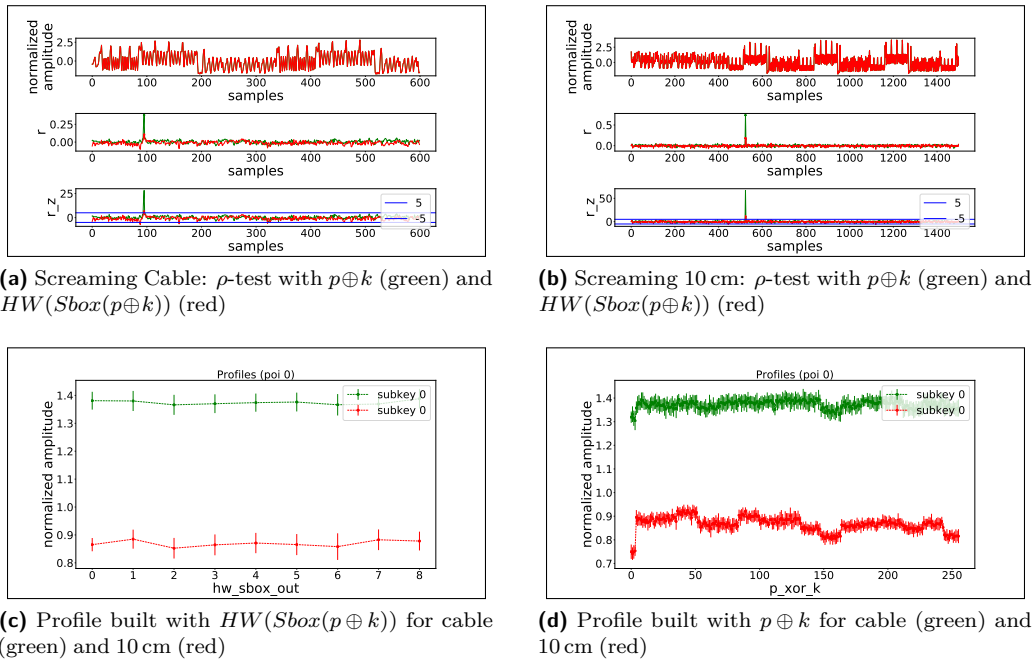 normalized
amplitude
2.5
0.0
0 100 200 300 400 500 600
samples
r
0.25
0.00
0 100 200 300 400 500 600
samples
r_z
25
0
5
-5
0 100 200 300 400 500 600
samples
(a) Screaming Cable: ρ-test with p⊕k (green) and
HW(Sbox(p⊕k)) (red)
normalized
amplitude
2.5
0.0
0 200 400 600 800 1000 1200 1400
samples
r
0.5
0.0
0 200 400 600 800 1000 1200 1400
samples
r_z
50
0
5
-5
0 200 400 600 800 1000 1200 1400
samples
(b) Screaming 10 cm: ρ-test with p⊕k (green) and
HW(Sbox(p⊕k)) (red)
Profiles (poi 0)
normalized amplitude
1.4
1.3
1.2
1.1
1.0
0.9
0.8
subkey 0
subkey 0
0 1 2 3 4 5 6 7 8
hw_sbox_out
(c) Profile built with HW(Sbox(p ⊕ k)) for cable
(green) and 10 cm (red)
Profiles (poi 0)
normalized amplitude
1.4
1.3
1.2
1.1
1.0
0.9
0.8
0.7
subkey 0
subkey 0
0 50 100 150 200 250
p_xor_k
(d) Profile built with p ⊕ k for cable (green) and
10 cm (red)